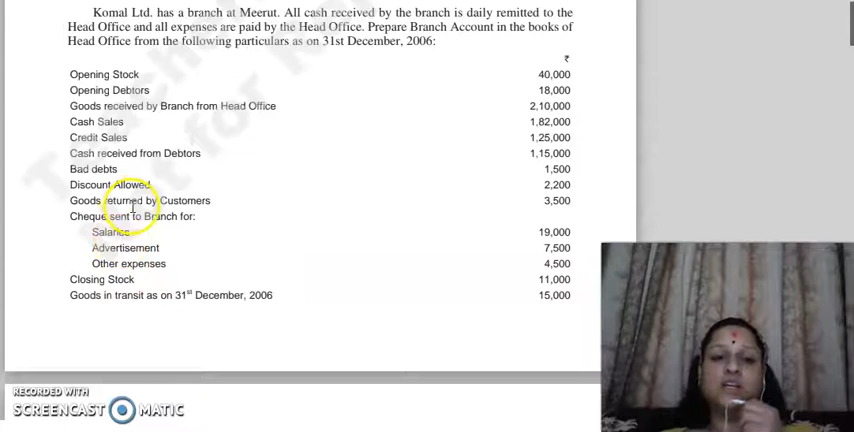 Komal Ltd. has a branch at Meerut. All cash received by the branch is daily remitted to the
Head Office and all expenses are paid by the Head Office. Prepare Branch Account in the books of
Head Office from the following particulars as on 31st December, 2006:
₹
Opening Stock 40,000
Opening Debtors 18,000
Goods received by Branch from Head Office 2,10,000
Cash Sales 1,82,000
Credit Sales 1,25,000
Cash received from Debtors 1,15,000
Bad debts 1,500
Discount Allowed 2,200
Goods returned by Customers 3,500
Cheque sent to Branch for:
Salaries 19,000
Advertisement 7,500
Other expenses 4,500
Closing Stock 11,000
Goods in transit as on 31st December, 2006 15,000
RECORDED WITH
SCREENCAST MATIC